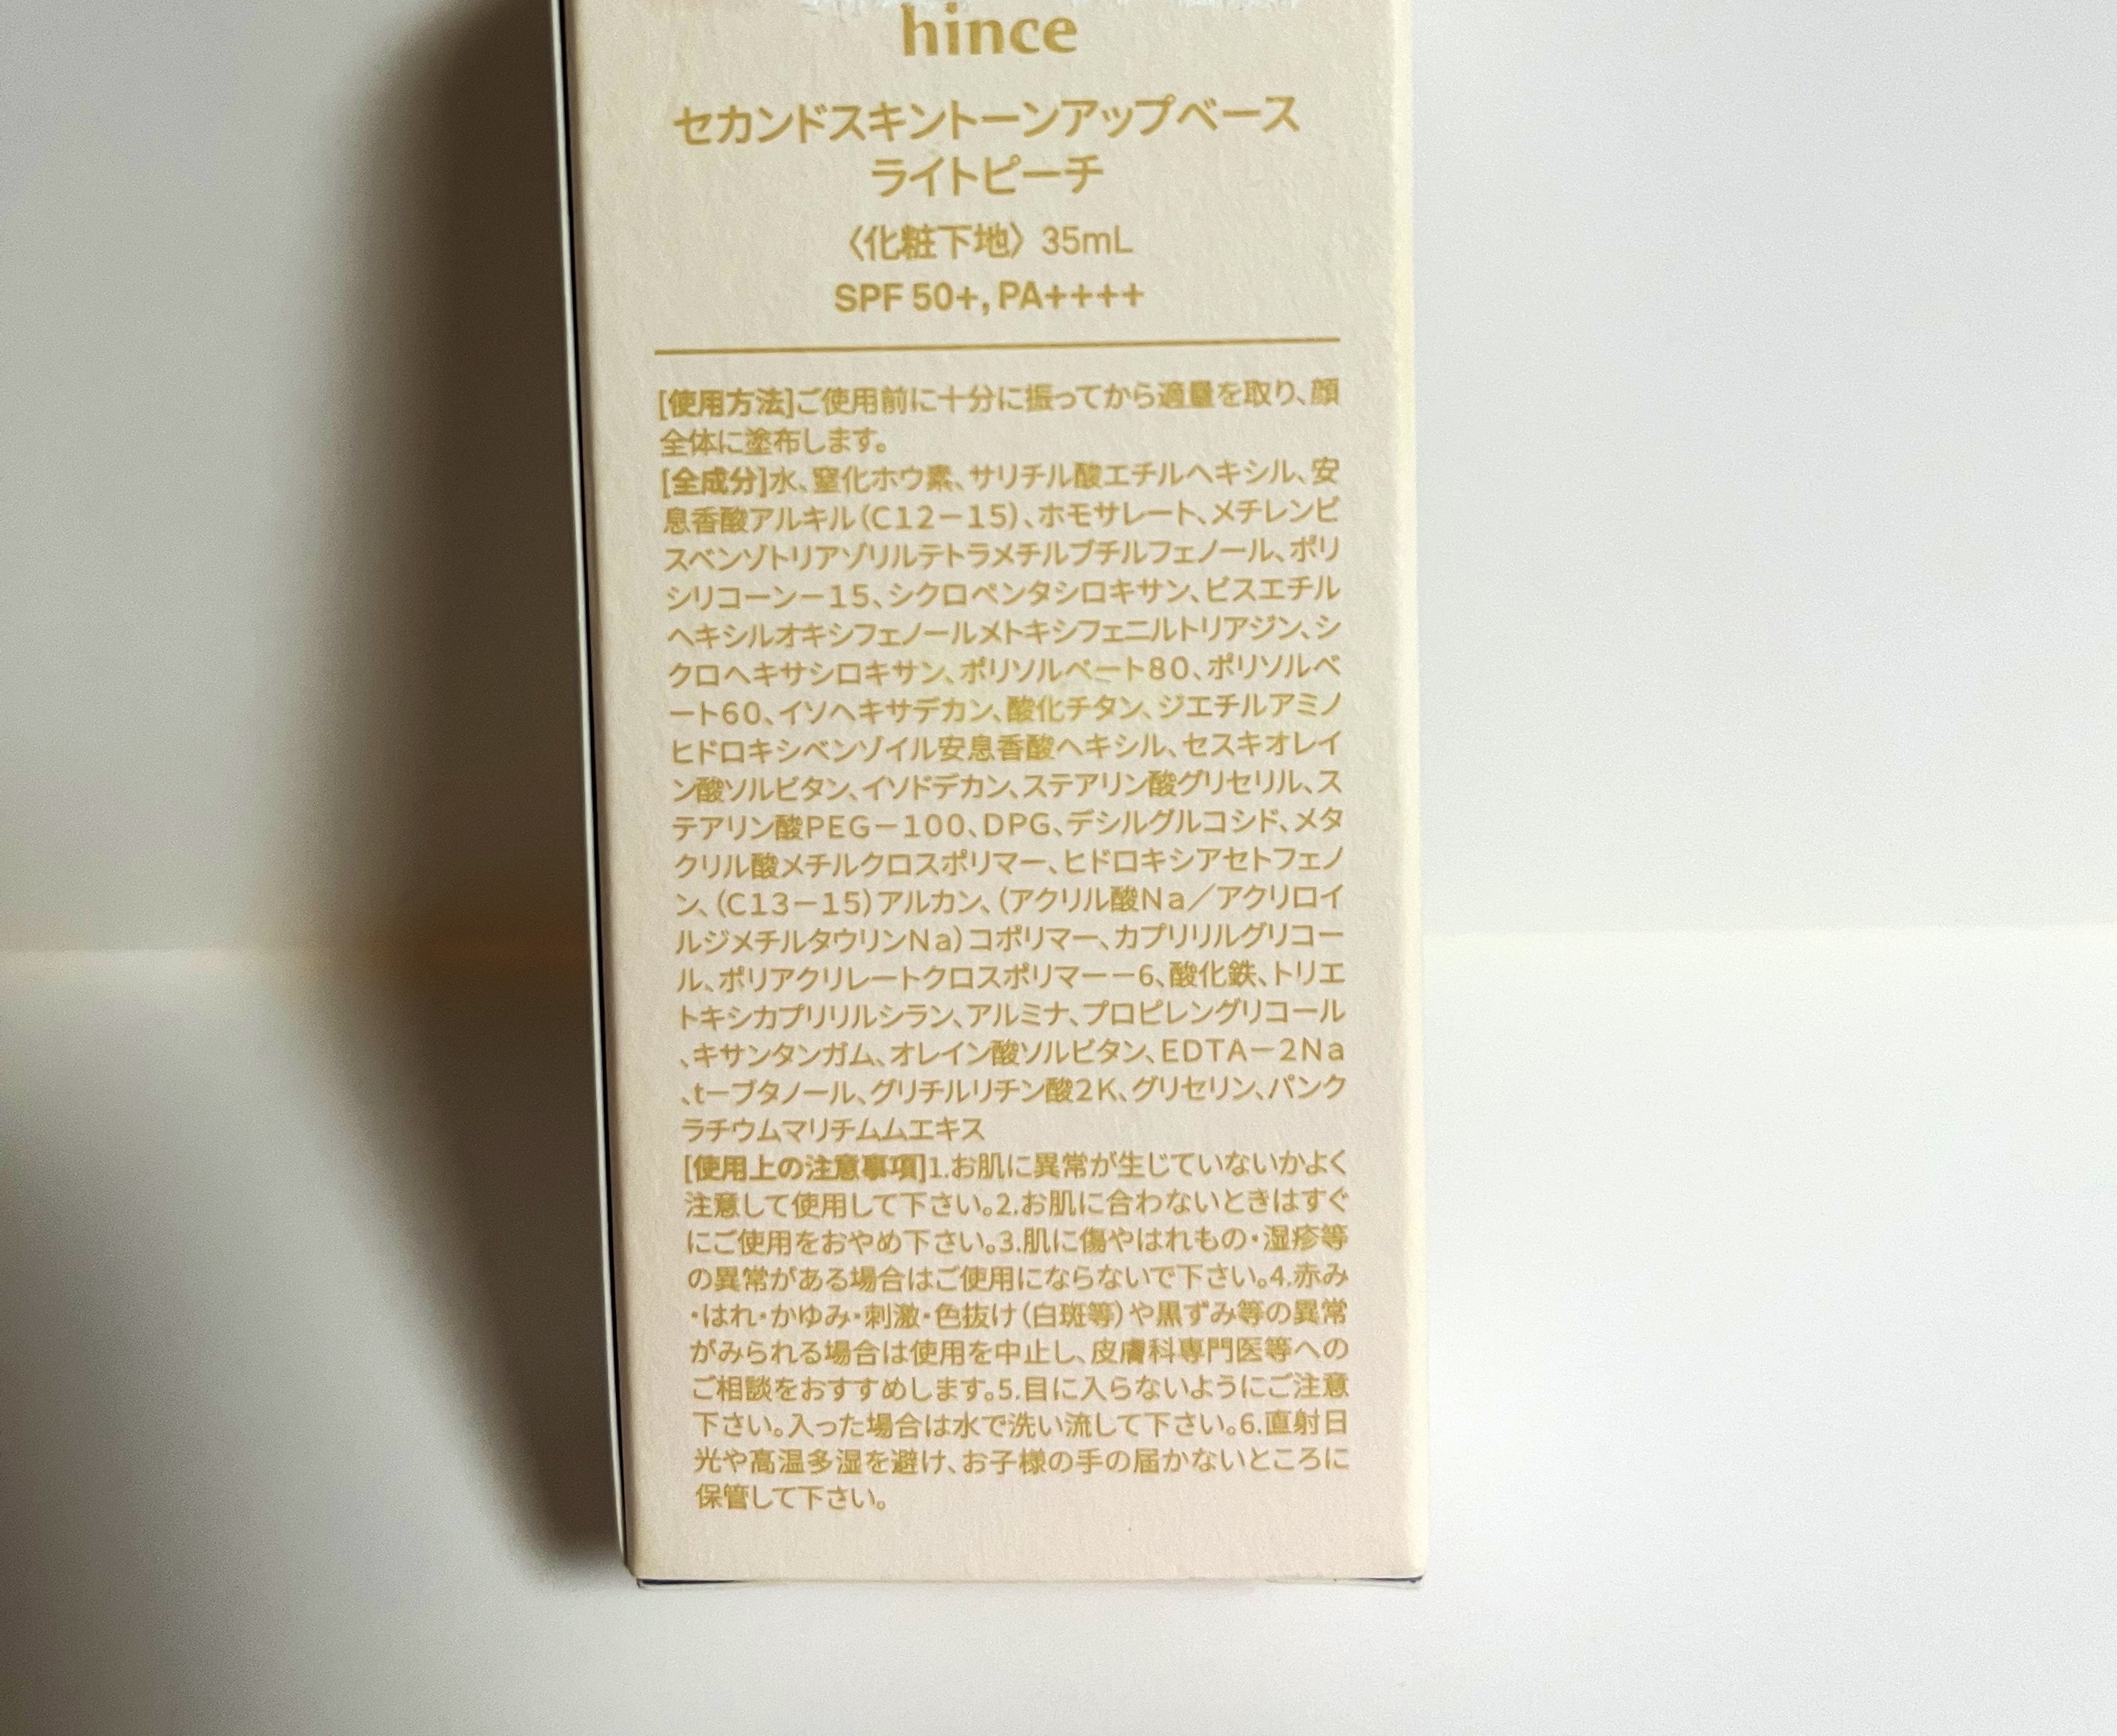 hince
セカンドスキントーンアップベース
ライトピーチ
〈化粧下地〉35mL
SPF 50+, PA++++
[使用方法]ご使用前に十分に振ってから適量を取り、顔
全体に塗布します。
[全成分]水、窒化ホウ素、サリチル酸エチルヘキシル、安
息香酸アルキル(C12－15)、ホモサレート、メチレンビ
スベンゾトリアゾリルテトラメチルブチルフェノール、ポリ
シリコーン－15、シクロペンタシロキサン、ビスエチル
ヘキシルオキシフェノールメトキシフェニルトリアジン、シ
クロヘキサシロキサン、ポリソルベート80、ポリソルベ
ート60、イソヘキサデカン、酸化チタン、ジエチルアミノ
ヒドロキシベンゾイル安息香酸ヘキシル、セスキオレイ
ン酸ソルビタン、イソドデカン、ステアリン酸グリセリル、ス
テアリン酸PEG－100、DPG、デシルグルコシド、メタ
クリル酸メチルクロスポリマー、ヒドロキシアセトフェノ
ン、(C13－15)アルカン、(アクリル酸Na／アクリロイ
ルジメチルタウリンNa)コポリマー、カプリリルグリコー
ル、ポリアクリレートクロスポリマー－6、酸化鉄、トリエ
トキシカプリリルシラン、アルミナ、プロピレングリコール
、キサンタンガム、オレイン酸ソルビタン、EDTA－2Na
、t－ブタノール、グリチルリチン酸2K、グリセリン、パンク
ラチウムマリチムムエキス
[使用上の注意事項]1.お肌に異常が生じていないかよく
注意して使用して下さい。2.お肌に合わないときはすぐ
にご使用をおやめ下さい。3.肌に傷やはれもの・湿疹等
の異常がある場合はご使用にならないで下さい。4.赤み
・はれ・かゆみ・刺激・色抜け(白斑等)や黒ずみ等の異常
がみられる場合は使用を中止し、皮膚科専門医等への
ご相談をおすすめします。5.目に入らないようにご注意
下さい。入った場合は水で洗い流して下さい。6.直射日
光や高温多湿を避け、お子様の手の届かないところに
保管して下さい。